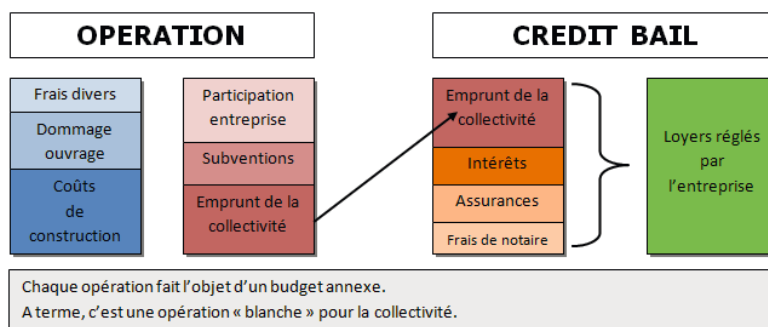 OPERATION
CREDIT BAIL
Frais divers
Dommage
ouvrage
Coûts
de
construction
Participation
entreprise
Subventions
Emprunt de la
collectivité
Emprunt de la
collectivité
Intérêts
Assurances
Frais de notaire
Loyers réglés
par
l’entreprise
Chaque opération fait l’objet d’un budget annexe.
A terme, c’est une opération « blanche » pour la collectivité.